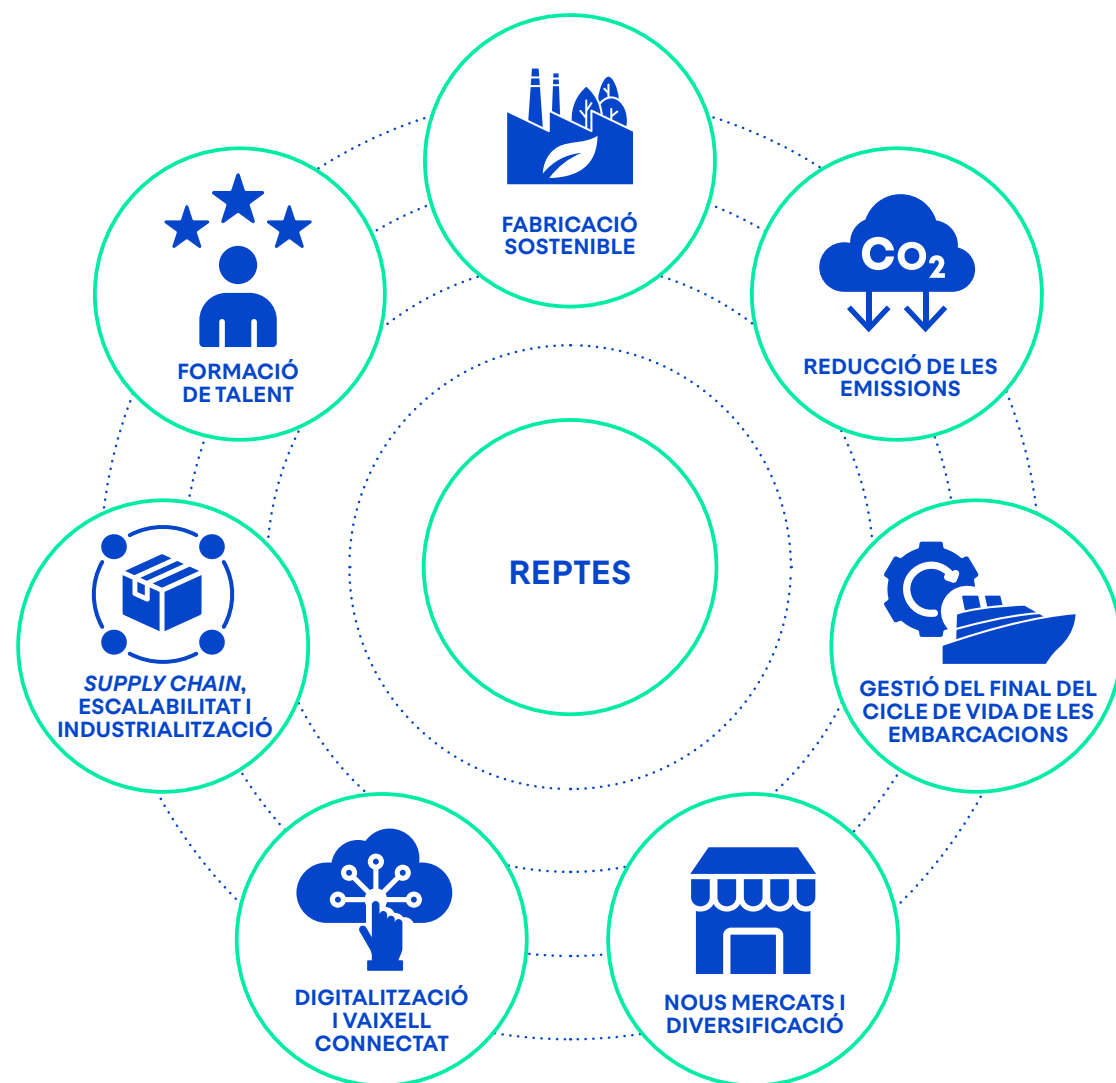 FABRICACIÓ
SOSTENIBLE
CO₂
REDUCCIÓ DE LES
EMISSIONS
GESTIÓ DEL FINAL DEL
CICLE DE VIDA DE LES
EMBARCACIONS
NOUS MERCATS I
DIVERSIFICACIÓ
DIGITALITZACIÓ
I VAIXELL
CONNECTAT
SUPPLY CHAIN,
ESCALABILITAT I
INDUSTRIALITZACIÓ
FORMACIÓ
DE TALENT
REPTES